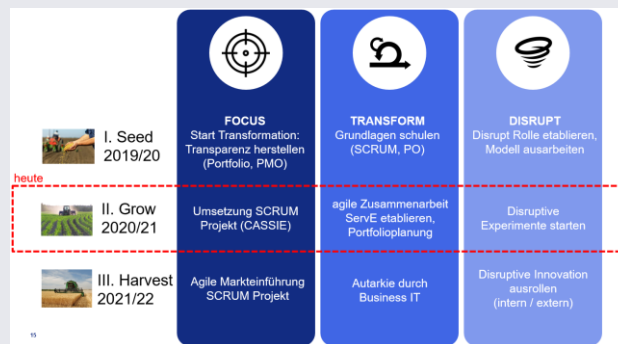 FOCUS
Start Transformation:
Transparenz herstellen
(Portfolio, PMO)
TRANSFORM
Grundlagen schulen
(SCRUM, PO)
DISRUPT
Disrupt Rolle etablieren,
Modell ausarbeiten
I. Seed
2019/20
heute
II. Grow
2020/21
Umsetzung SCRUM
Projekt (CASSIE)
agile Zusammenarbeit
ServE etablieren,
Portfolioplanung
Disruptive
Experimente starten
III. Harvest
2021/22
Agile Markteinführung
SCRUM Projekt
Autarkie durch
Business IT
Disruptive Innovation
ausrollen
(intern / extern)
15